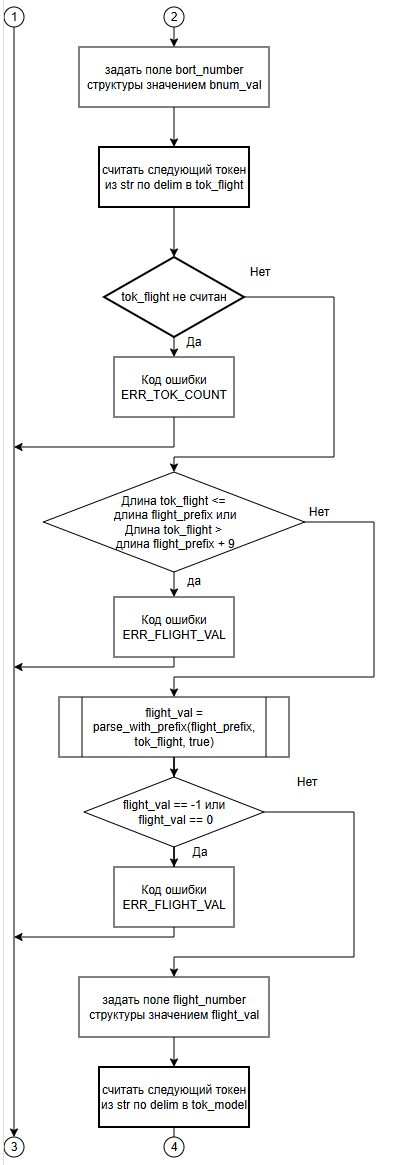 1
2
задать поле bort_number
структуры значением bnum_val
считать следующий токен
из str по delim в tok_flight
Нет
tok_flight не считан
Да
Код ошибки
ERR_TOK_COUNT
Длина tok_flight <=
длина flight_prefix или
Длина tok_flight >
длина flight_prefix + 9
Нет
да
Код ошибки
ERR_FLIGHT_VAL
flight_val =
parse_with_prefix(flight_prefix,
tok_flight, true)
Нет
flight_val == -1 или
flight_val == 0
Да
Код ошибки
ERR_FLIGHT_VAL
задать поле flight_number
структуры значением flight_val
считать следующий токен
из str по delim в tok_model
3
4